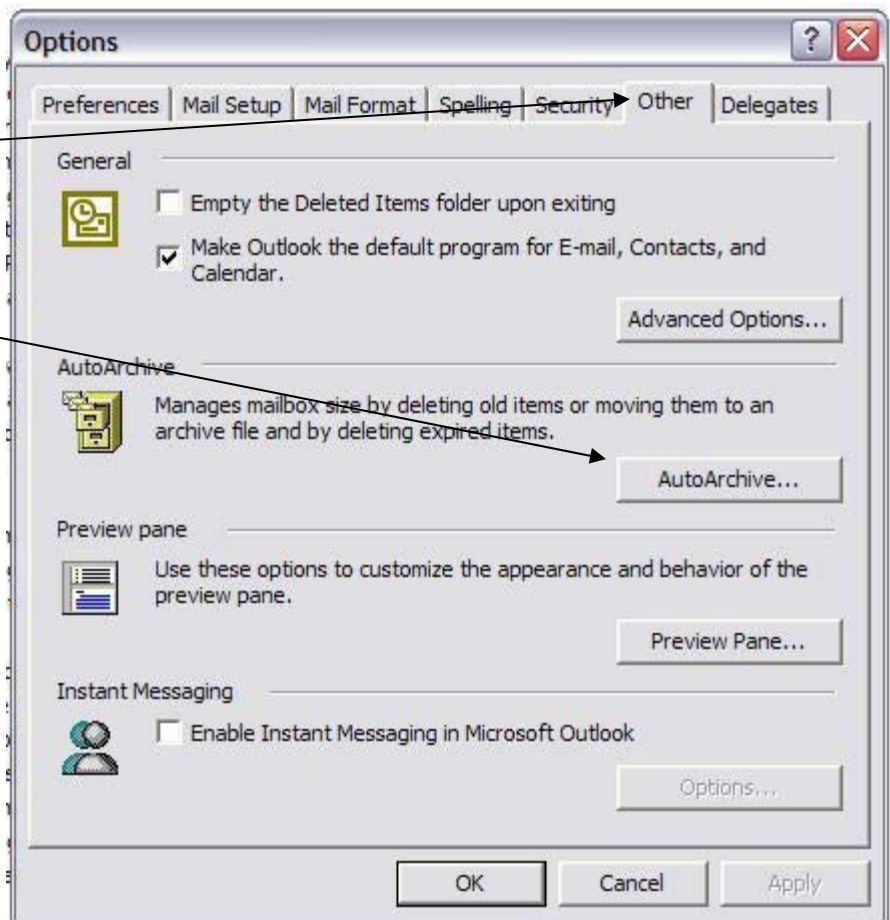 Options
Preferences Mail Setup Mail Format Spelling Security Other Delegates
General
Empty the Deleted Items folder upon exiting
Make Outlook the default program for E-mail, Contacts, and
Calendar.
Advanced Options...
AutoArchive
Manages mailbox size by deleting old items or moving them to an
archive file and by deleting expired items.
AutoArchive...
Preview pane
Use these options to customize the appearance and behavior of the
preview pane.
Preview Pane...
Instant Messaging
Enable Instant Messaging in Microsoft Outlook
Options...
OK Cancel Apply